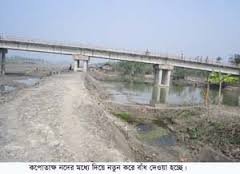 কপোতাক্ষ নদের মধ্যে দিয়ে নতুন করে বাঁধ দেওয়া হচ্ছে।